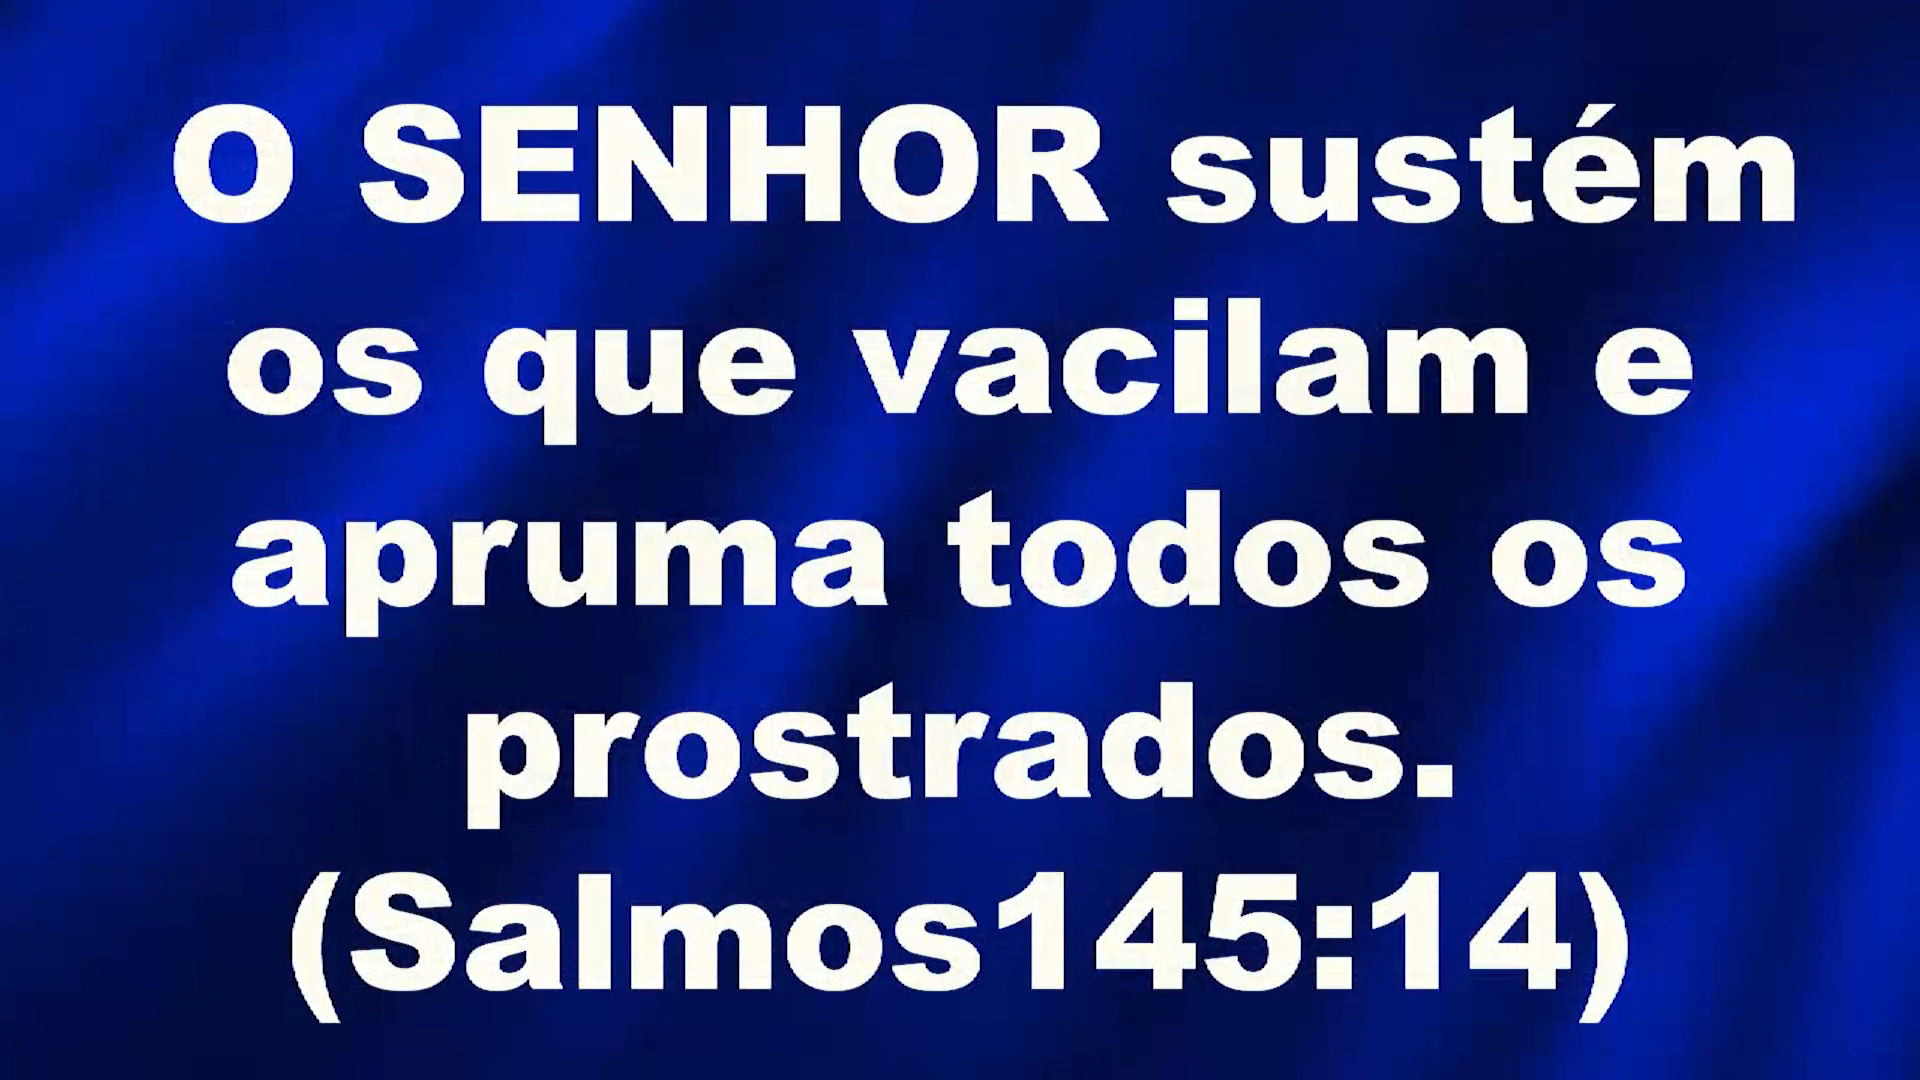 O SENHOR sustém
os que vacilam e
apruma todos os
prostrados.
(Salmos145:14)